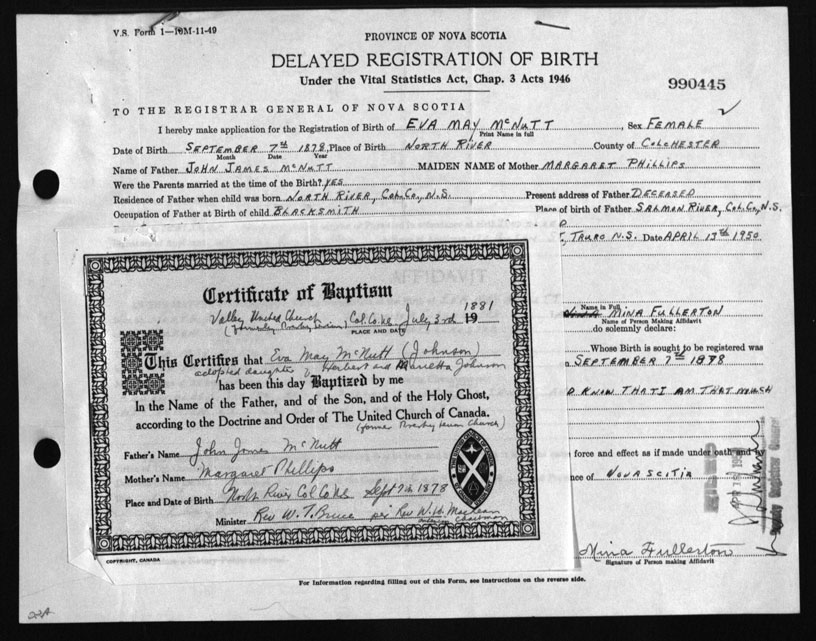 V.S. Form 1—10M-11-49
PROVINCE OF NOVA SCOTIA
DELAYED REGISTRATION OF BIRTH
Under the Vital Statistics Act, Chap. 3 Acts 1946
990445
TO THE REGISTRAR GENERAL OF NOVA SCOTIA
I hereby make application for the Registration of Birth of EVA MAY McNUTT, Sex FEMALE
Print Name in full
Date of Birth SEPTEMBER 7TH 1878, Place of Birth NORTH RIVER County of COLCHESTER
Month Date Year
Name of Father JOHN JAMES McNUTT MAIDEN NAME of Mother MARGARET PHILLIPS
Were the Parents married at the time of the Birth? YES
Residence of Father when child was born NORTH RIVER, COL. CO., N.S. Present address of Father DECEASED
Occupation of Father at Birth of child BLACKSMITH Place of birth of Father SALMAN RIVER, COL. CO., N.S.
TRURO N.S. Date APRIL 13th 1950
AFFIDAVIT
Name in Full MINA FULLERTON
Name of Person Making Affidavit
do solemnly declare:
Whose Birth is sought to be registered was
SEPTEMBER 7TH 1878
D KNOW THAT I AM THAT MUCH
force and effect as if made under oath and by
nce of NOVA SCOTIA
Mina Fullerton
Signature of Person making Affidavit
Certificate of Baptism
Valley United Church Col. Co. N.S. July 3rd 1881 19
(formerly Presbyterian)
PLACE AND DATE
This Certifies that Eva May McNutt (Johnson)
adopted daughter of Herbert and Marietta Johnson
has been this day Baptized by me
In the Name of the Father, and of the Son, and of the Holy Ghost,
according to the Doctrine and Order of The United Church of Canada.
(former Presbyterian Church)
Father's Name John James McNutt
Mother's Name Margaret Phillips
Place and Date of Birth North River Col Co N.S. Sept 7th 1878
Minister Rev W. T. Bruce per Rev W. H. MacLean
COPYRIGHT, CANADA
For Information regarding filling out of this Form, see instructions on the reverse side.